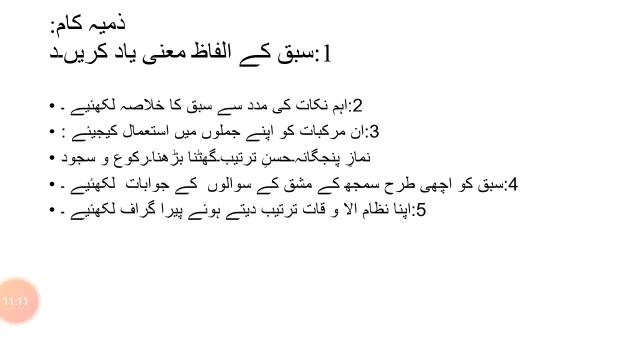 ذمیہ کام:
1:سبق کے الفاظ معنی یاد کریں۔د
• 2:اہم نکات کی مدد سے سبق کا خلاصہ لکھئیے ۔
• 3:ان مرکبات کو اپنے جملوں میں استعمال کیجیئے :
• نمازِ پنجگانہ۔حسنِ ترتیب۔گھٹنا بڑھنا۔رکوع و سجود
• 4:سبق کو اچھی طرح سمجھ کے مشق کے سوالوں کے جوابات لکھئیے ۔
• 5:اپنا نظام الا و قات ترتیب دیتے ہوئے پیرا گراف لکھئیے ۔
11:11